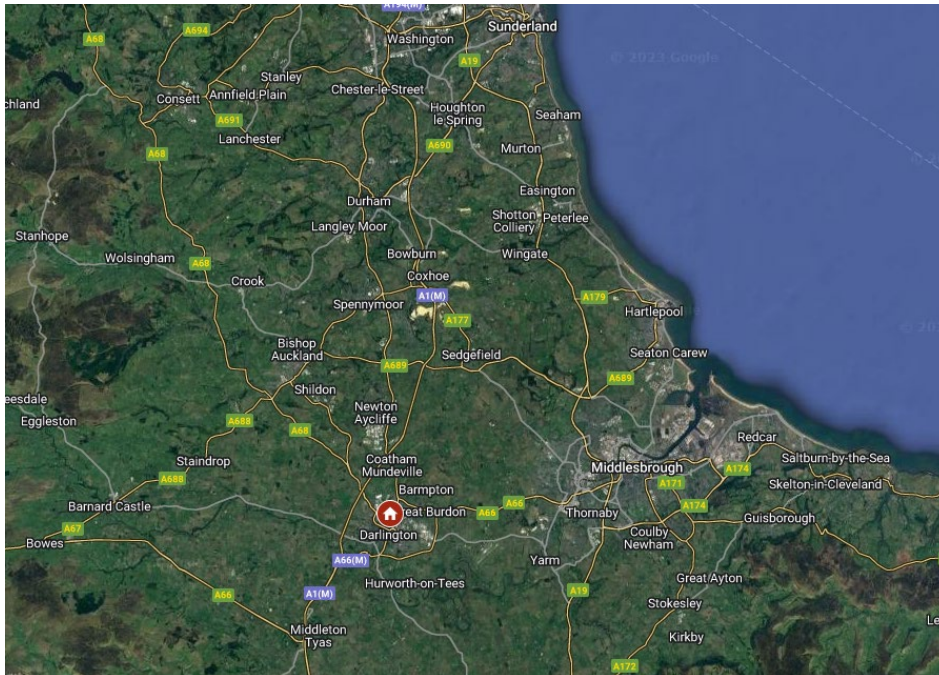 A194(M)
Sunderland
A694
Washington
A68
A19
Stanley
Consett
Annfield Plain
Chester-le-Street
chland
Houghton
le Spring
Seaham
A691
Lanchester
A690
Murton
A68
Easington
Durham
Shotton
Colliery
Peterlee
Langley Moor
Stanhope
Bowburn
Wingate
Wolsingham
A68
Crook
Coxhoe
A1(M)
A179
Spennymoor
Hartlepool
A177
Bishop
Auckland
Sedgefield
Seaton Carew
A689
A689
Shildon
eesdale
Newton
Aycliffe
Eggleston
A688
A68
Redcar
Staindrop
Coatham
Mundeville
Middlesbrough
Saltburn-by-the-Sea
A174
A688
A171
Skelton-in-Cleveland
Barmpton
Barnard Castle
A66
A174
eat Burdon
A66
Thornaby
Guisborough
A67
Darlington
Coulby
Newham
Bowes
A66(M)
Yarm
Hurworth-on-Tees
Great Ayton
A66
A1(M)
A19
Stokesley
Le
Middleton
Tyas
Kirkby
A172
© 2023 Google